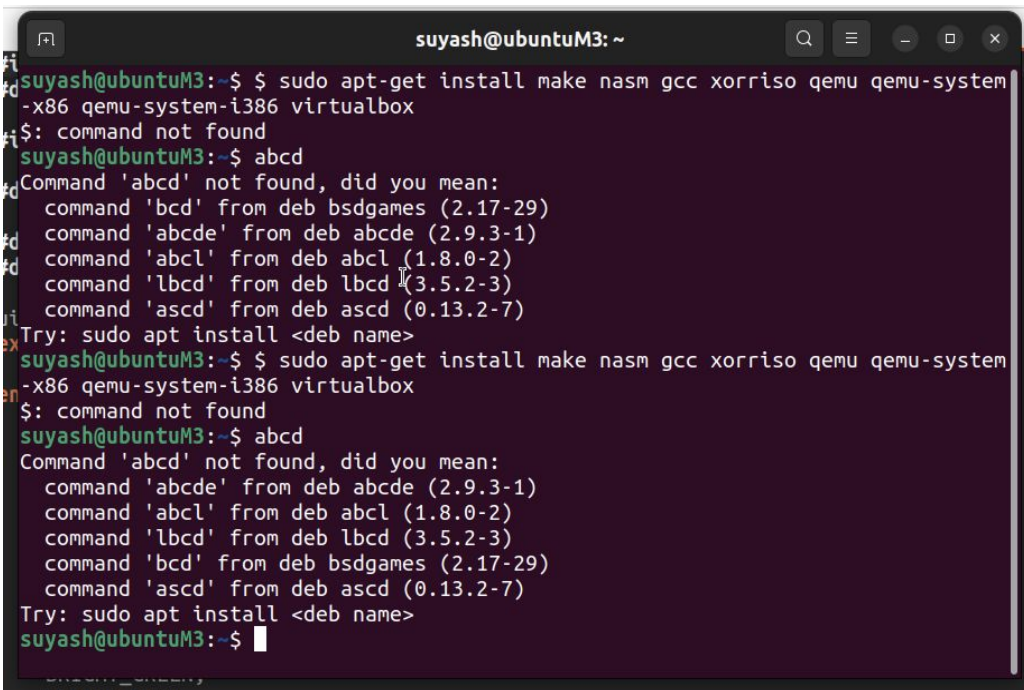 suyash@ubuntuM3: ~
suyash@ubuntuM3:~$ $ sudo apt-get install make nasm gcc xorriso qemu qemu-system
-x86 qemu-system-i386 virtualbox
$: command not found
suyash@ubuntuM3:~$ abcd
Command 'abcd' not found, did you mean:
  command 'bcd' from deb bsdgames (2.17-29)
  command 'abcde' from deb abcde (2.9.3-1)
  command 'abcl' from deb abcl (1.8.0-2)
  command 'lbcd' from deb lbcd (3.5.2-3)
  command 'ascd' from deb ascd (0.13.2-7)
Try: sudo apt install <deb name>
suyash@ubuntuM3:~$ $ sudo apt-get install make nasm gcc xorriso qemu qemu-system
-x86 qemu-system-i386 virtualbox
$: command not found
suyash@ubuntuM3:~$ abcd
Command 'abcd' not found, did you mean:
  command 'abcde' from deb abcde (2.9.3-1)
  command 'abcl' from deb abcl (1.8.0-2)
  command 'lbcd' from deb lbcd (3.5.2-3)
  command 'bcd' from deb bsdgames (2.17-29)
  command 'ascd' from deb ascd (0.13.2-7)
Try: sudo apt install <deb name>
suyash@ubuntuM3:~$